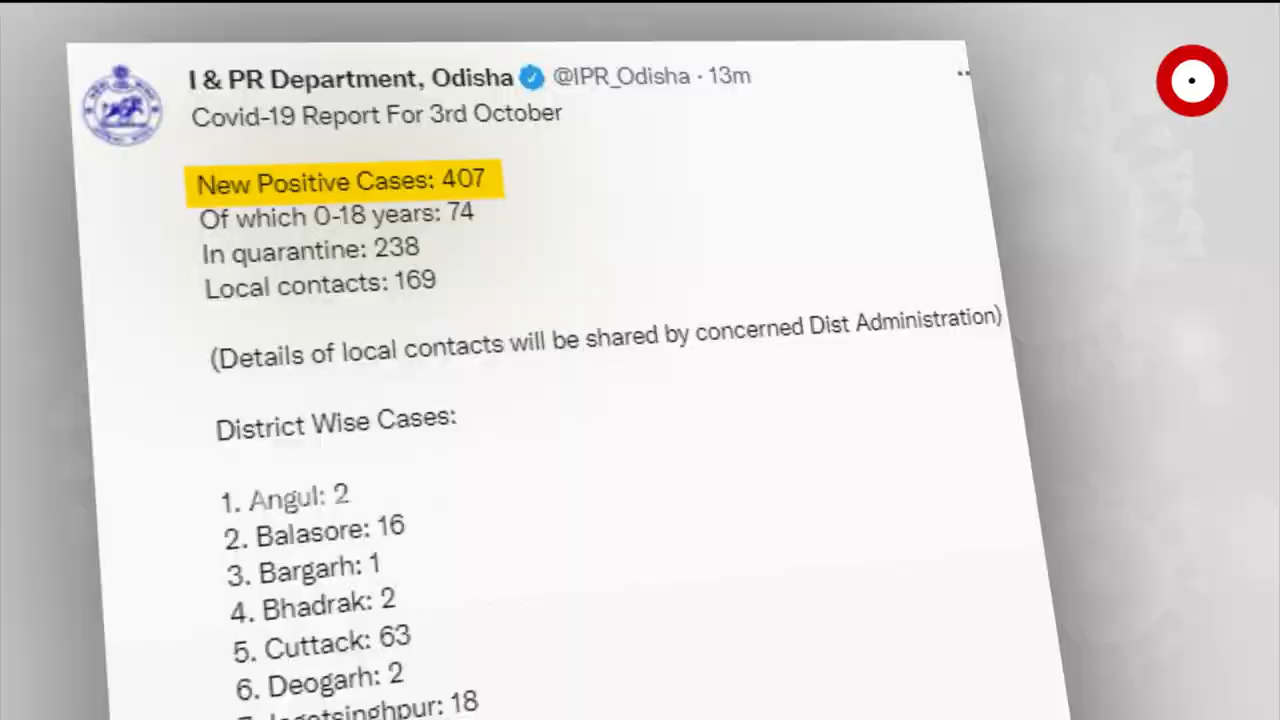 I & PR Department, Odisha @IPR_Odisha · 13m
Covid-19 Report For 3rd October
New Positive Cases: 407
Of which 0-18 years: 74
In quarantine: 238
Local contacts: 169
(Details of local contacts will be shared by concerned Dist Administration)
District Wise Cases:
1. Angul: 2
2. Balasore: 16
3. Bargarh: 1
4. Bhadrak: 2
5. Cuttack: 63
6. Deogarh: 2
7. Jagatsinghpur: 18